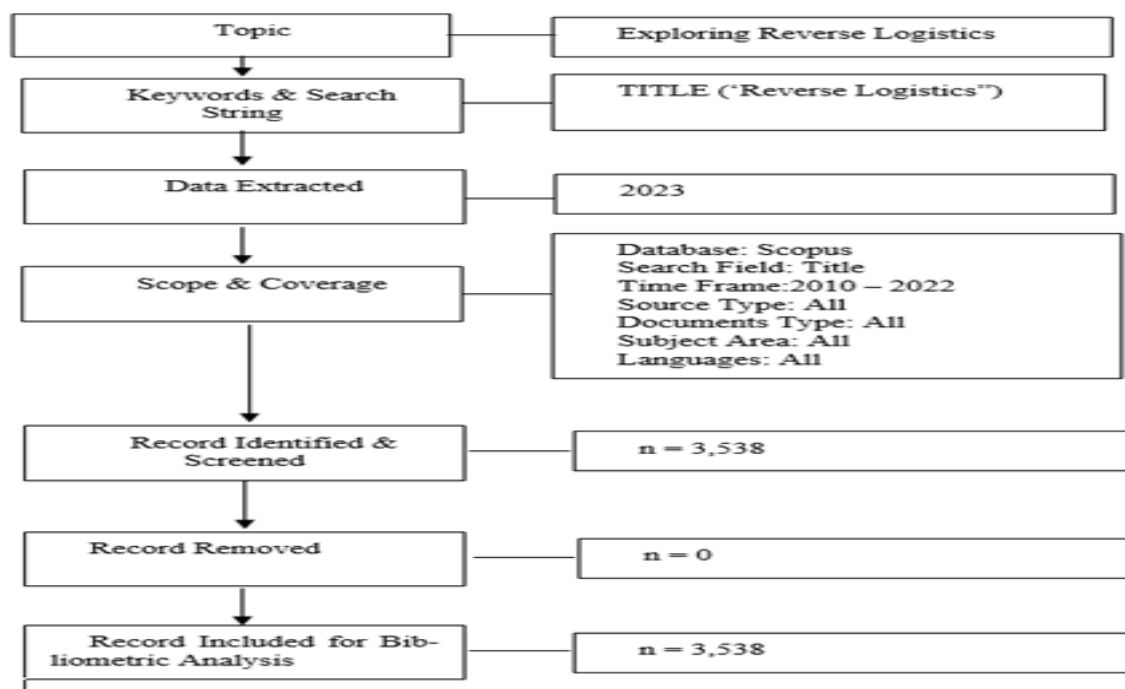 Topic
Exploring Reverse Logistics
Keywords & Search
String
TITLE (“Reverse Logistics”)
Data Extracted
2023
Scope & Coverage
Database: Scopus
Search Field: Title
Time Frame:2010 – 2022
Source Type: All
Documents Type: All
Subject Area: All
Languages: All
Record Identified &
Screened
n = 3,538
Record Removed
n = 0
Record Included for Bib-
liometric Analysis
n = 3,538